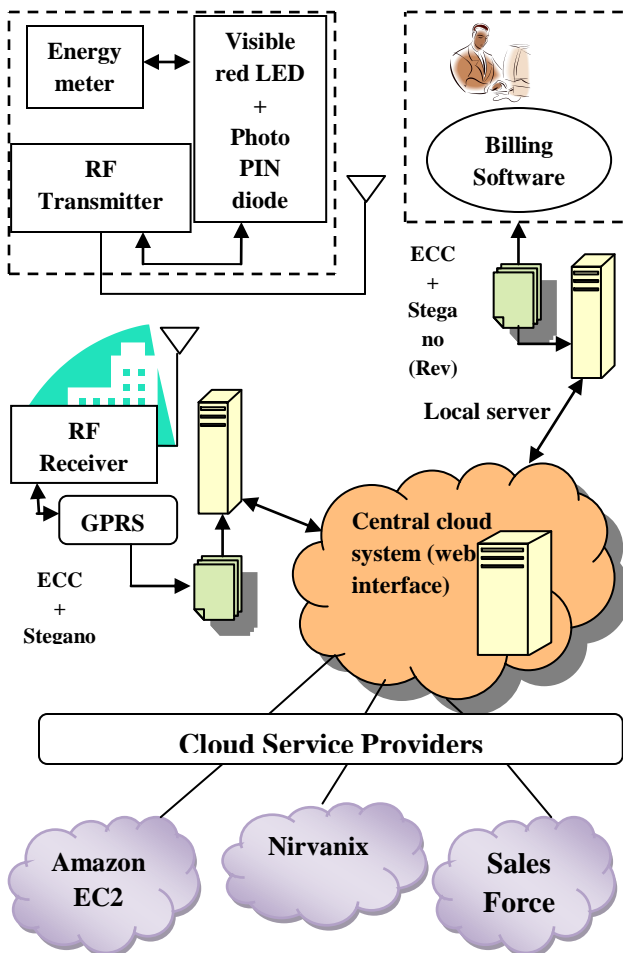 Energy
meter
Visible
red LED
+
Photo
PIN
diode
RF
Transmitter
Billing
Software
ECC
+
Stega
no
(Rev)
Local server
RF
Receiver
GPRS
ECC
+
Stegano
Central cloud
system (web
interface)
Cloud Service Providers
Amazon
EC2
Nirvanix
Sales
Force